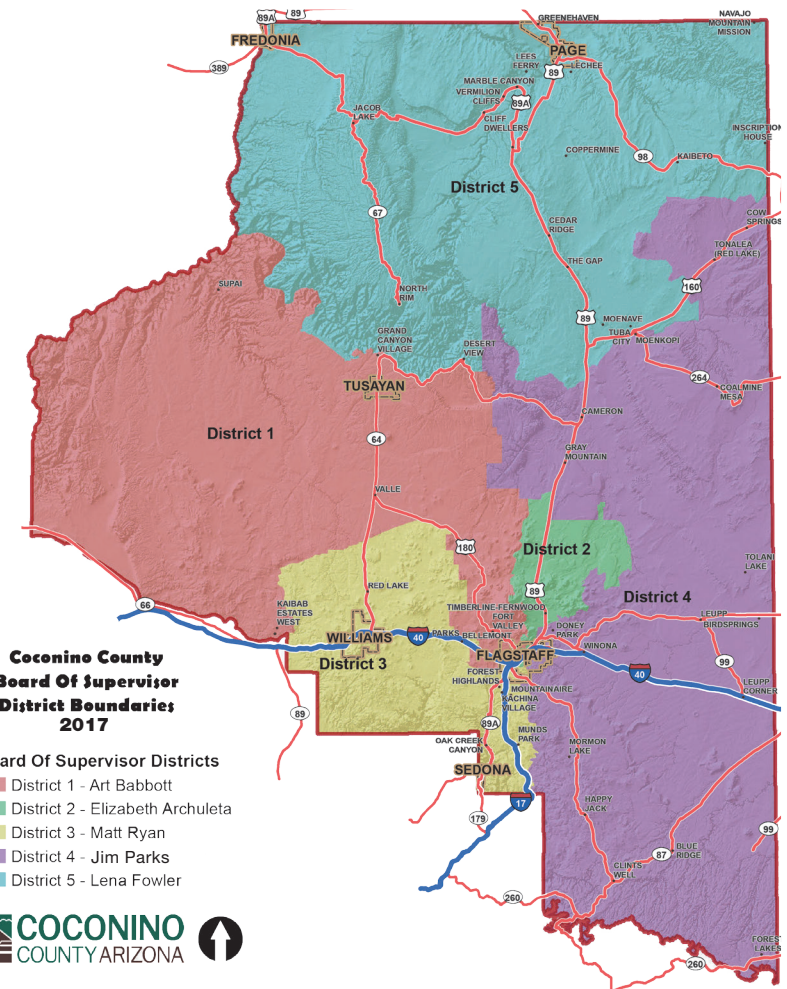 89A
89
FREDONIA
389
GREENEHAVEN
PAGE
NAVAJO
MOUNTAIN
MISSION
LEES
FERRY
LECHEE
89
MARBLE CANYON
VERMILION
CLIFFS
89A
CLIFF
DWELLERS
JACOB
LAKE
INSCRIPTION
HOUSE
COPPERMINE
98
KAIBETO
District 5
67
COW
SPRINGS
CEDAR
RIDGE
TONALEA
(RED LAKE)
THE GAP
SUPAI
NORTH
RIM
160
89
MOENAVE
TUBA
CITY
MOENKOPI
GRAND
CANYON
VILLAGE
DESERT
VIEW
TUSAYAN
264
COALMINE
MESA
CAMERON
District 1
64
GRAY
MOUNTAIN
VALLE
180
District 2
TOLANI
LAKE
RED LAKE
89
District 4
66
KAIBAB
ESTATES
WEST
TIMBERLINE-FERNWOOD
FORT
VALLEY
DONEY
PARK
LEUPP
BIRDSPRINGS
WILLIAMS
40
PARKS
BELLEMONT
WINONA
FLAGSTAFF
District 3
99
40
FOREST
HIGHLANDS
LEUPP
CORNER
MOUNTAINAIRE
KACHINA
VILLAGE
89
89A
MUNDS
PARK
OAK CREEK
CANYON
MORMON
LAKE
SEDONA
17
HAPPY
JACK
179
99
87
BLUE
RIDGE
CLINTS
WELL
260
FOREST
LAKES
260
Coconino County
Board Of Supervisor
District Boundaries
2017
ard Of Supervisor Districts
District 1 - Art Babbott
District 2 - Elizabeth Archuleta
District 3 - Matt Ryan
District 4 - Jim Parks
District 5 - Lena Fowler
COCONINO
COUNTY ARIZONA